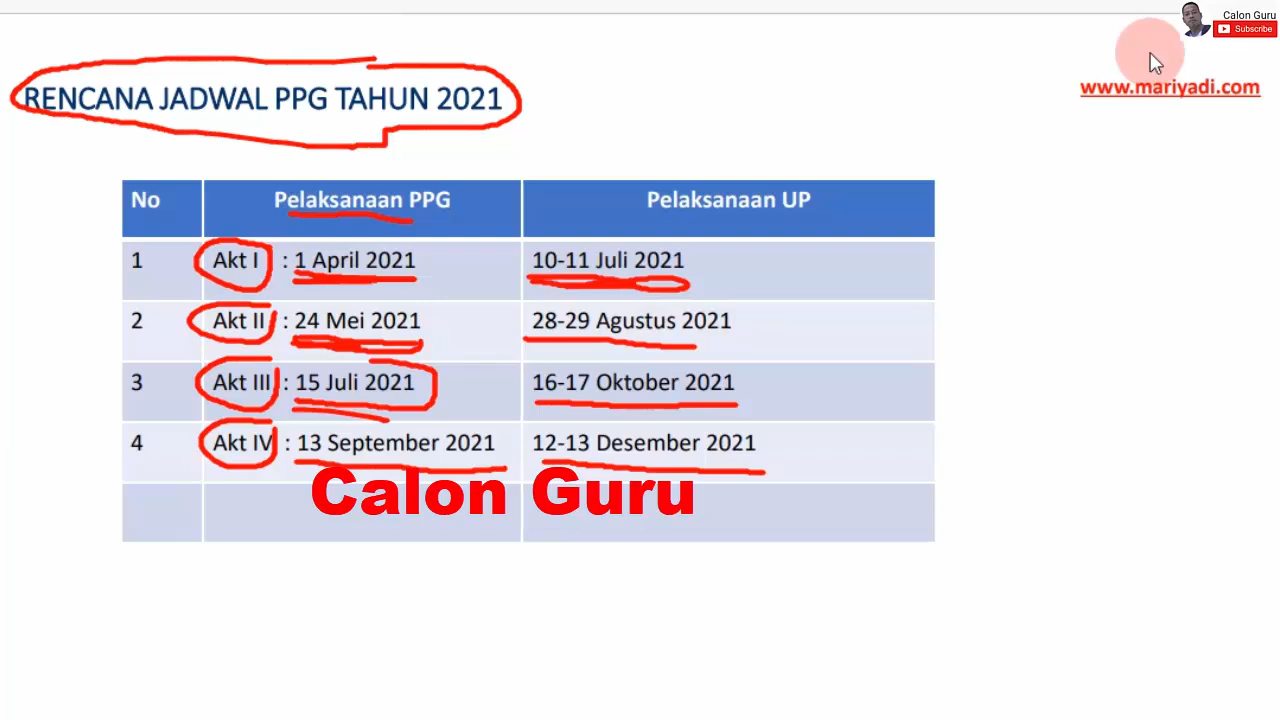 Calon Guru
Subscribe
www.mariyadi.com
RENCANA JADWAL PPG TAHUN 2021
No Pelaksanaan PPG Pelaksanaan UP
1 Akt I : 1 April 2021 10-11 Juli 2021
2 Akt II : 24 Mei 2021 28-29 Agustus 2021
3 Akt III : 15 Juli 2021 16-17 Oktober 2021
4 Akt IV : 13 September 2021 12-13 Desember 2021
Calon Guru